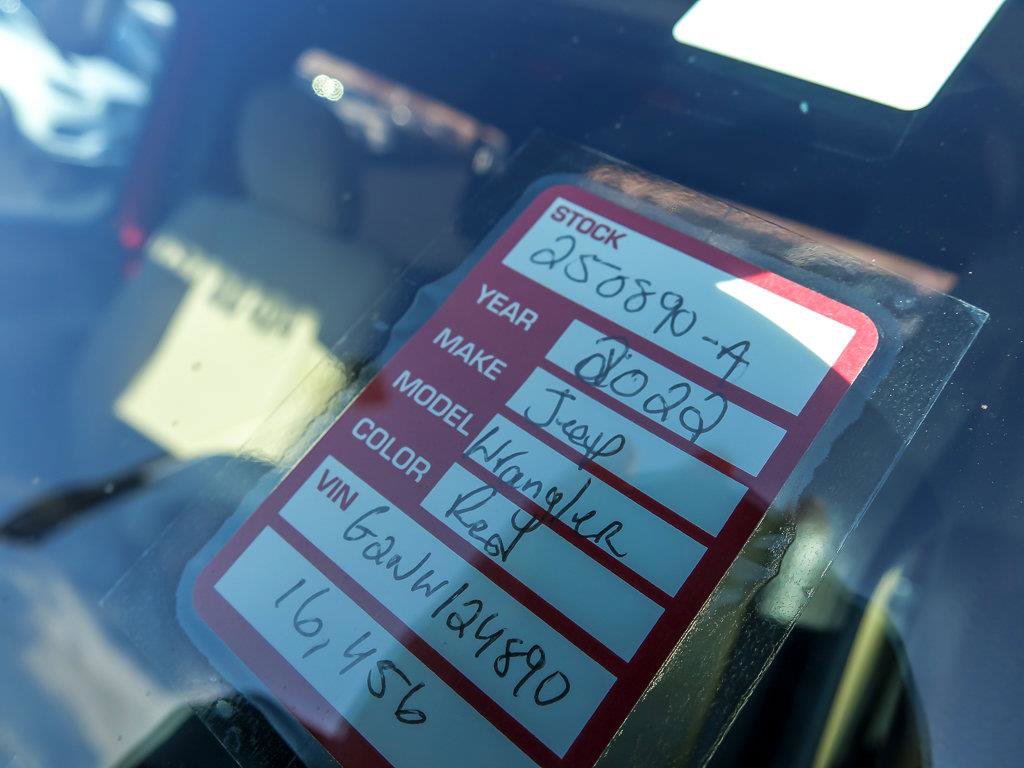 STOCK
250890-A
YEAR 2022
MAKE Jeep
MODEL Wrangler
COLOR Red
VIN
G2NW124890
16,456